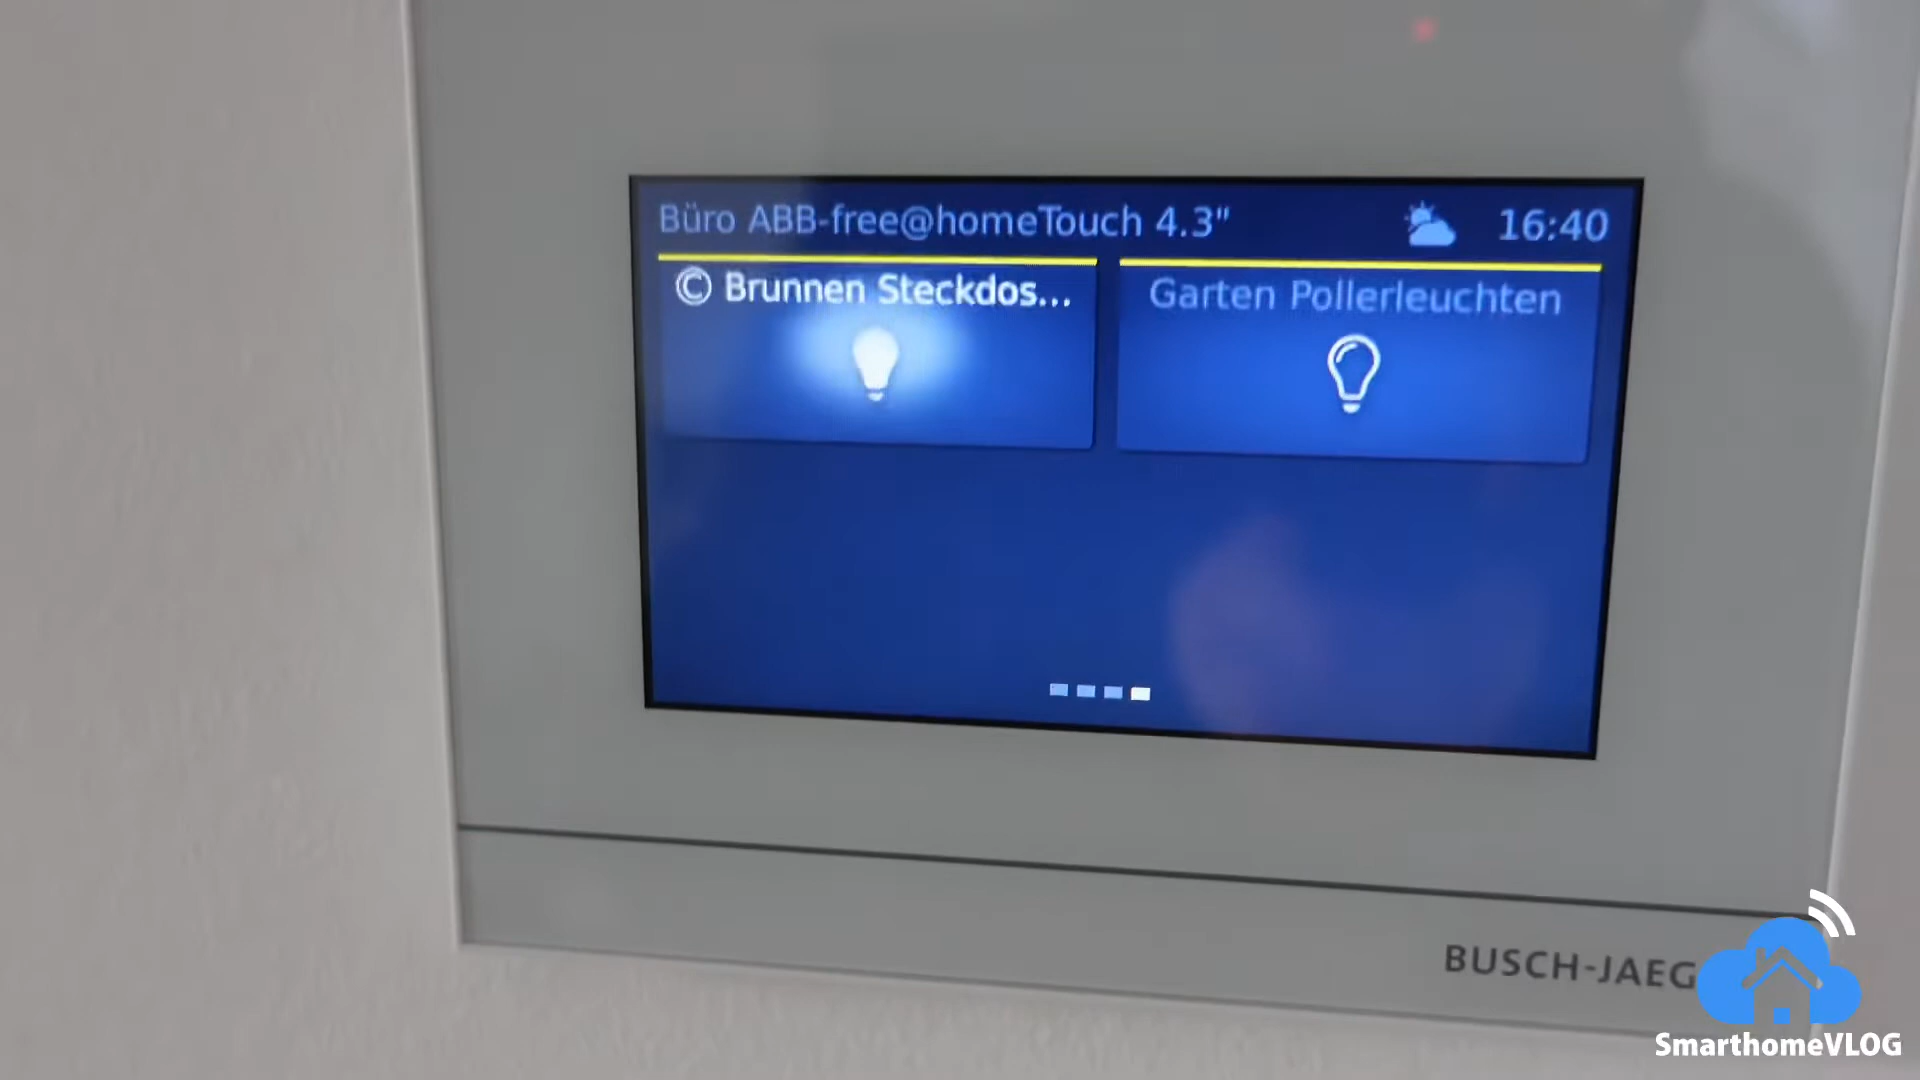 Büro ABB-free@homeTouch 4.3" 16:40
© Brunnen Steckdos... Garten Pollerleuchten
BUSCH-JAEG
SmarthomeVLOG